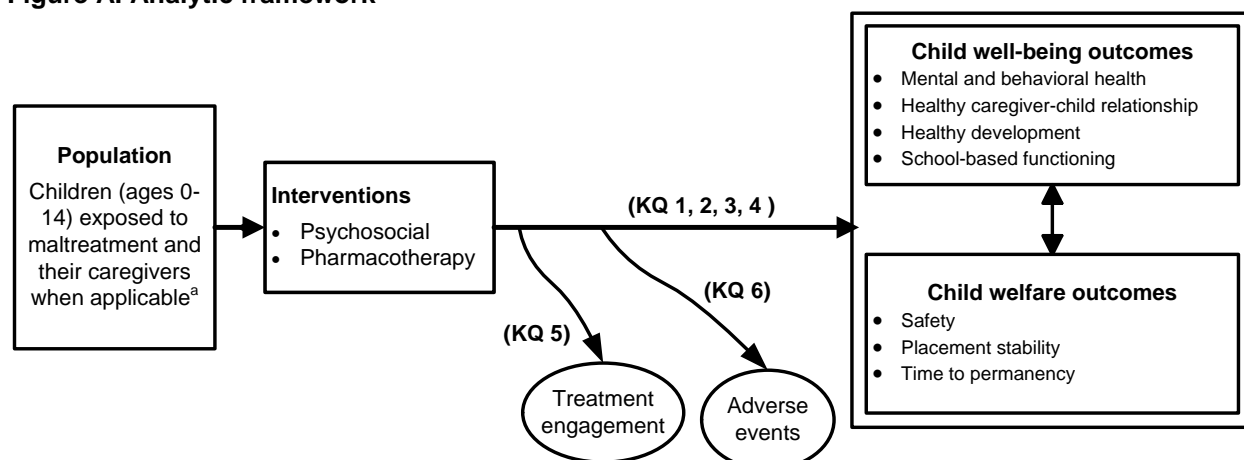 Figure A. Analytic framework
Population
Children (ages 0-
14) exposed to
maltreatment and
their caregivers
when applicableª
Interventions
• Psychosocial
• Pharmacotherapy
(KQ 1, 2, 3, 4 )
(KQ 5)
(KQ 6)
Treatment
engagement
Adverse
events
Child well-being outcomes
• Mental and behavioral health
• Healthy caregiver-child relationship
• Healthy development
• School-based functioning
Child welfare outcomes
• Safety
• Placement stability
• Time to permanency